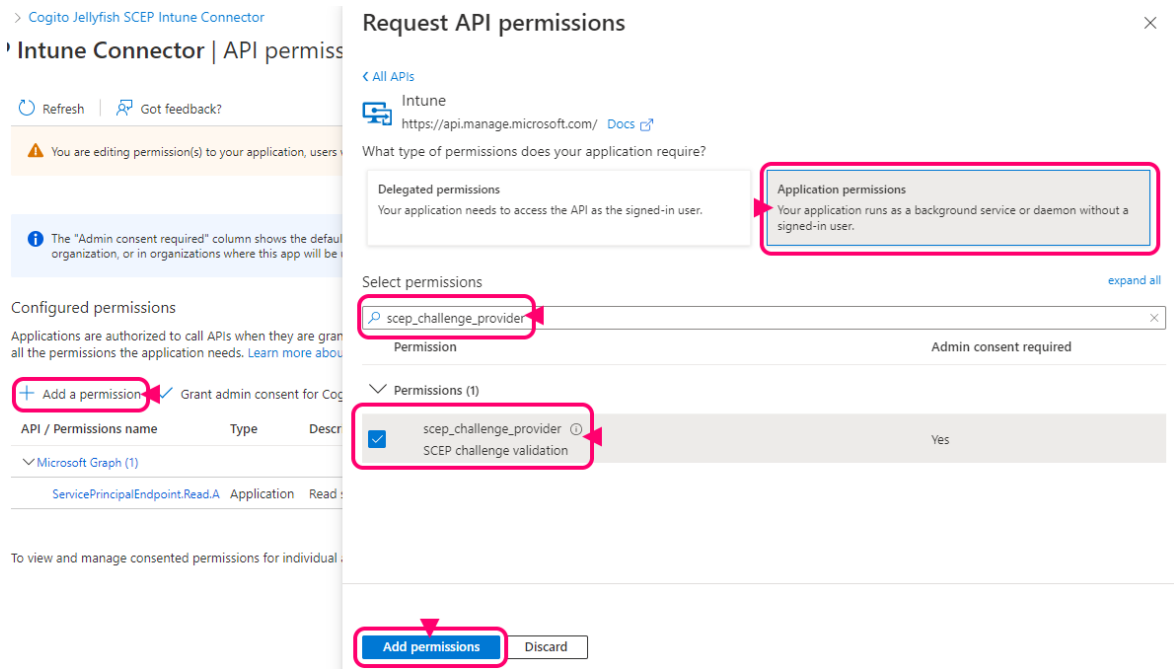 > Cogito Jellyfish SCEP Intune Connector
Intune Connector | API permiss
Refresh
Got feedback?
You are editing permission(s) to your application, users
The "Admin consent required" column shows the defaul
organization, or in organizations where this app will be
Configured permissions
Applications are authorized to call APIs when they are gran
all the permissions the application needs. Learn more abou
+ Add a permission
Grant admin consent for Cog
API / Permissions name Type Descr
Microsoft Graph (1)
ServicePrincipalEndpoint.Read.A Application Read s
To view and manage consented permissions for individual
Request API permissions
< All APIs
Intune
https://api.manage.microsoft.com/ Docs
What type of permissions does your application require?
Delegated permissions
Your application needs to access the API as the signed-in user.
Application permissions
Your application runs as a background service or daemon without a
signed-in user.
Select permissions
expand all
scep_challenge_provider
Permission Admin consent required
Permissions (1)
scep_challenge_provider
SCEP challenge validation
Yes
Add permissions
Discard